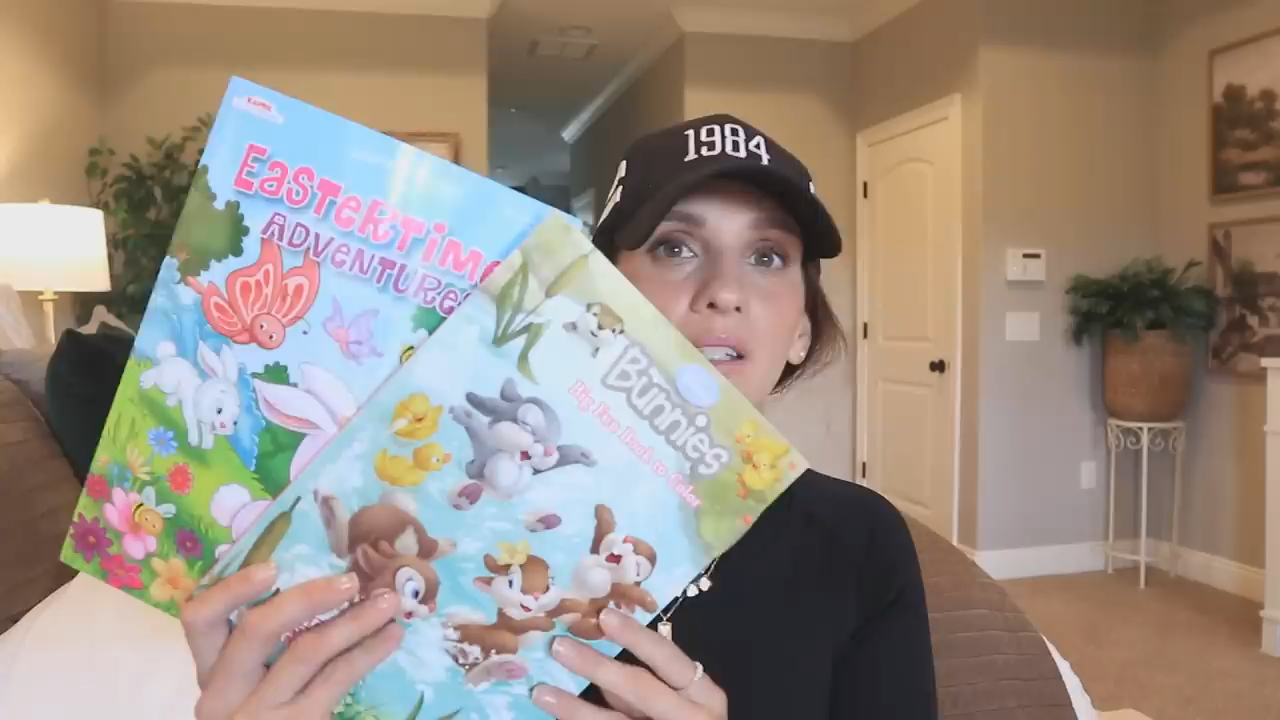 1984
EASTERTIME
ADVENTURES
Bunnies
Big Fun Book to Color